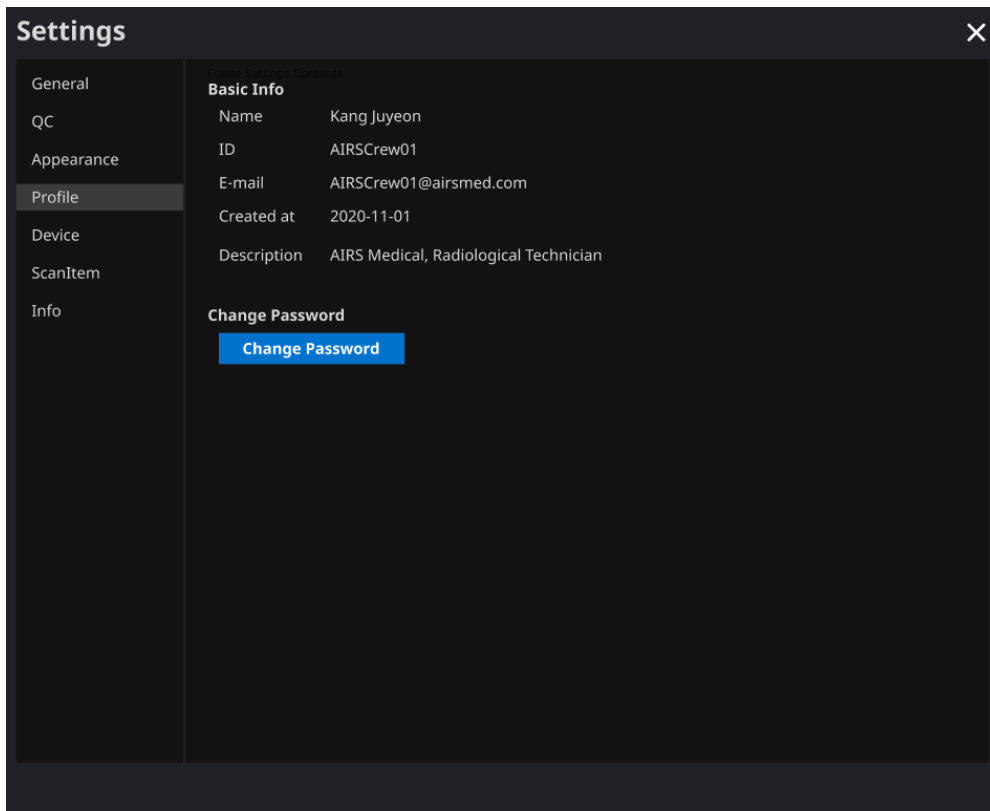 Settings
General
QC
Appearance
Profile
Device
ScanItem
Info
Basic Info
Name Kang Juyeon
ID AIRSCrew01
E-mail AIRSCrew01@airsmed.com
Created at 2020-11-01
Description AIRS Medical, Radiological Technician
Change Password
Change Password